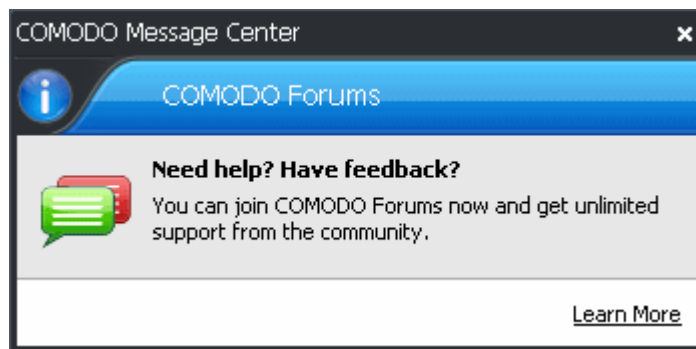 COMODO Message Center
COMODO Forums
Need help? Have feedback?
You can join COMODO Forums now and get unlimited
support from the community.
Learn More